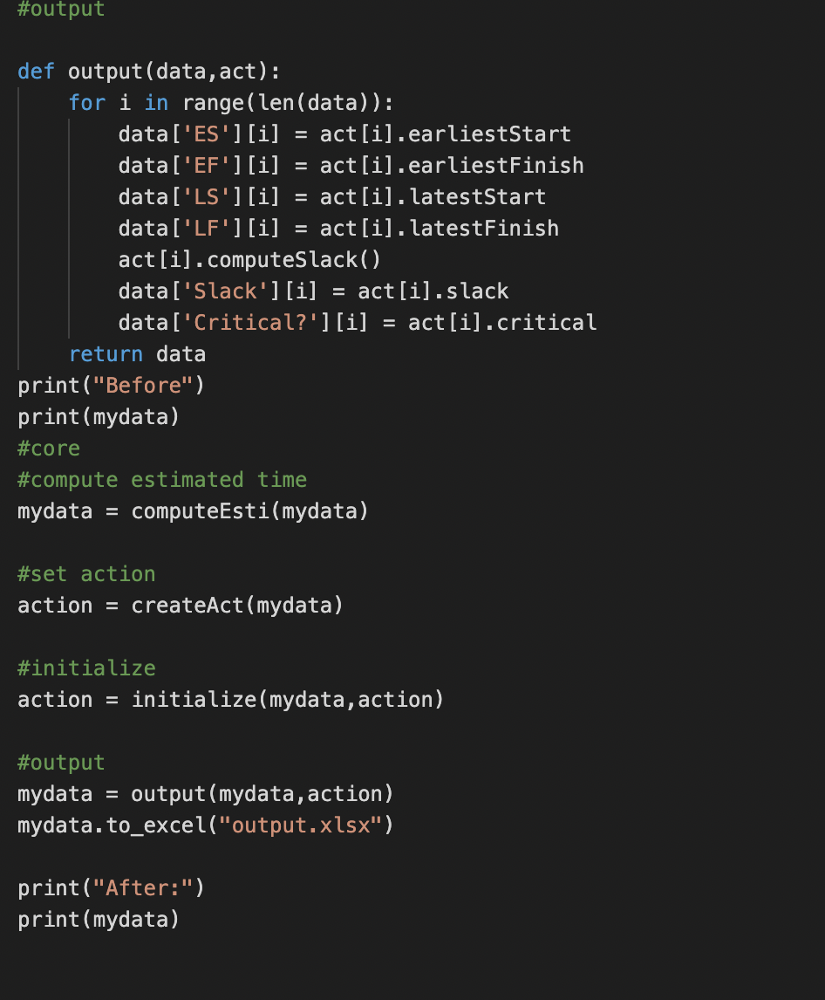 #output
def output(data,act):
    for i in range(len(data)):
        data['ES'][i] = act[i].earliestStart
        data['EF'][i] = act[i].earliestFinish
        data['LS'][i] = act[i].latestStart
        data['LF'][i] = act[i].latestFinish
        act[i].computeSlack()
        data['Slack'][i] = act[i].slack
        data['Critical?'][i] = act[i].critical
    return data
print("Before")
print(mydata)
#core
#compute estimated time
mydata = computeEsti(mydata)
#set action
action = createAct(mydata)
#initialize
action = initialize(mydata,action)
#output
mydata = output(mydata,action)
mydata.to_excel("output.xlsx")
print("After:")
print(mydata)